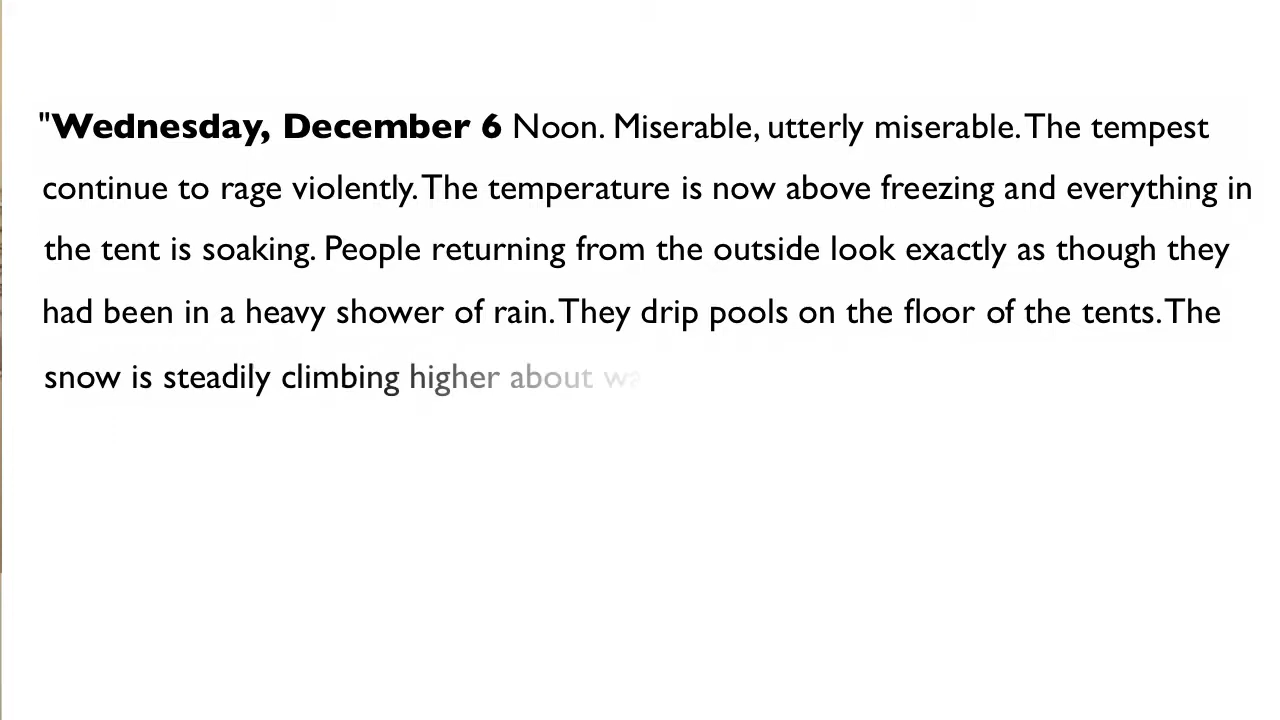 "Wednesday, December 6 Noon. Miserable, utterly miserable. The tempest
continue to rage violently. The temperature is now above freezing and everything in
the tent is soaking. People returning from the outside look exactly as though they
had been in a heavy shower of rain. They drip pools on the floor of the tents. The
snow is steadily climbing higher about